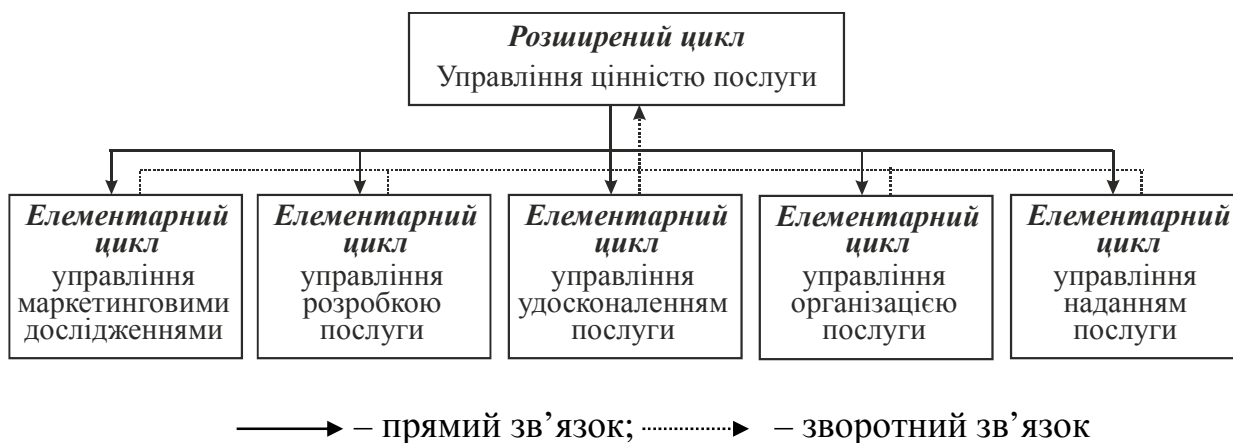 Розширений цикл
Управління цінністю послуги
Елементарний
цикл
управління
маркетинговими
дослідженнями
Елементарний
цикл
управління
розробкою
послуги
Елементарний
цикл
управління
удосконаленням
послуги
Елементарний
цикл
управління
організацією
послуги
Елементарний
цикл
управління
наданням
послуги
– прямий зв’язок; – зворотний зв’язок